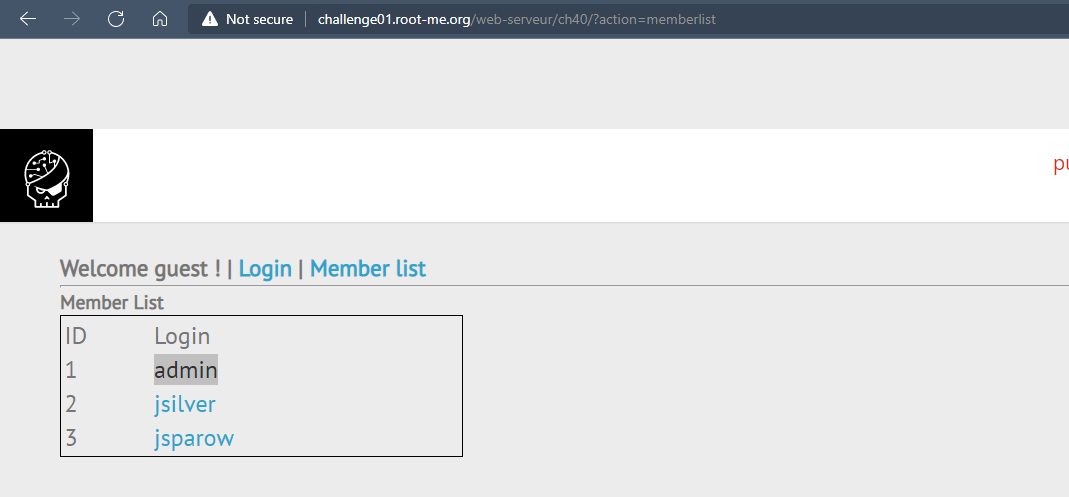 Not secure | challenge01.root-me.org/web-serveur/ch40/?action=memberlist
pu
Welcome guest ! | Login | Member list
Member List
ID Login
1 admin
2 jsilver
3 jsparow